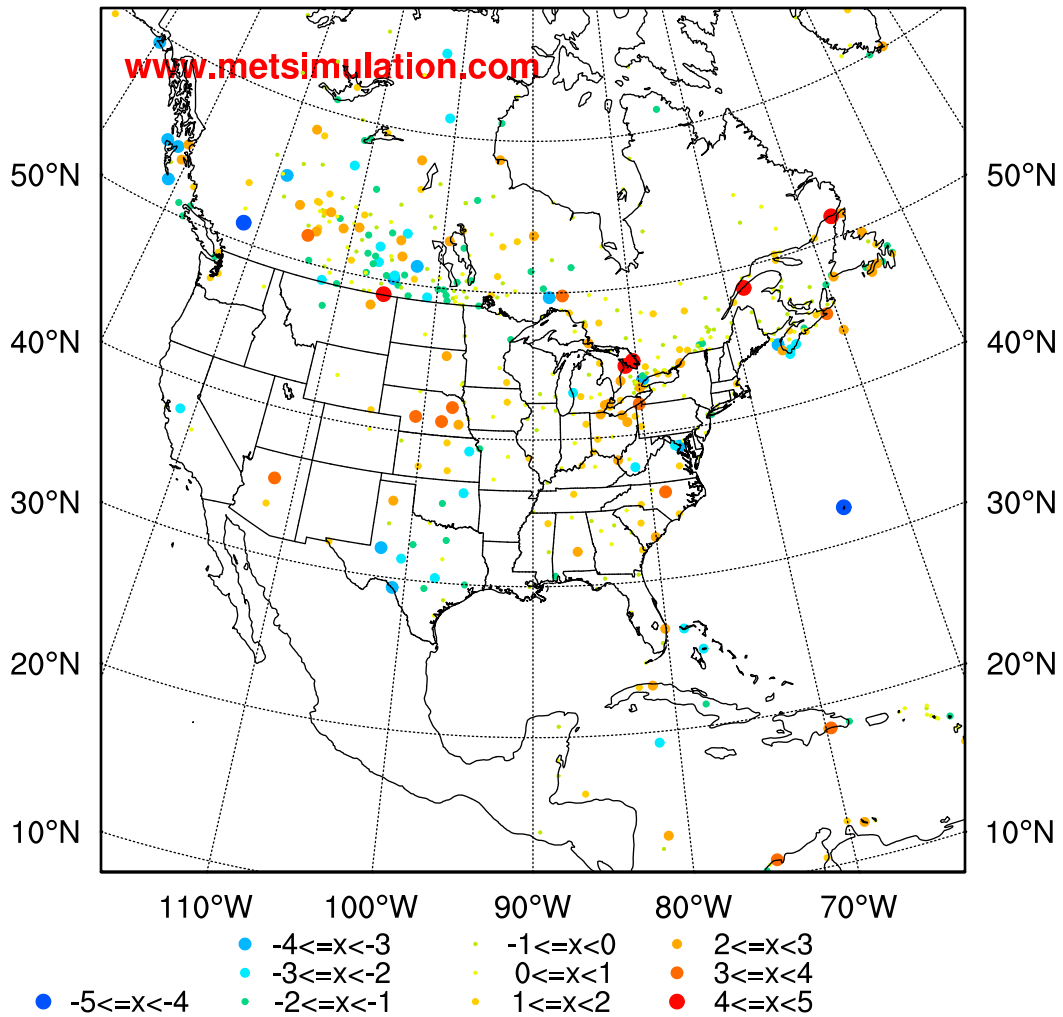 www.metsimulation.com
50°N 50°N
40°N 40°N
30°N 30°N
20°N 20°N
10°N 10°N
110°W 100°W 90°W 80°W 70°W
-4<=x<-3 -1<=x<0 2<=x<3
-3<=x<-2 0<=x<1 3<=x<4
-5<=x<-4 -2<=x<-1 1<=x<2 4<=x<5